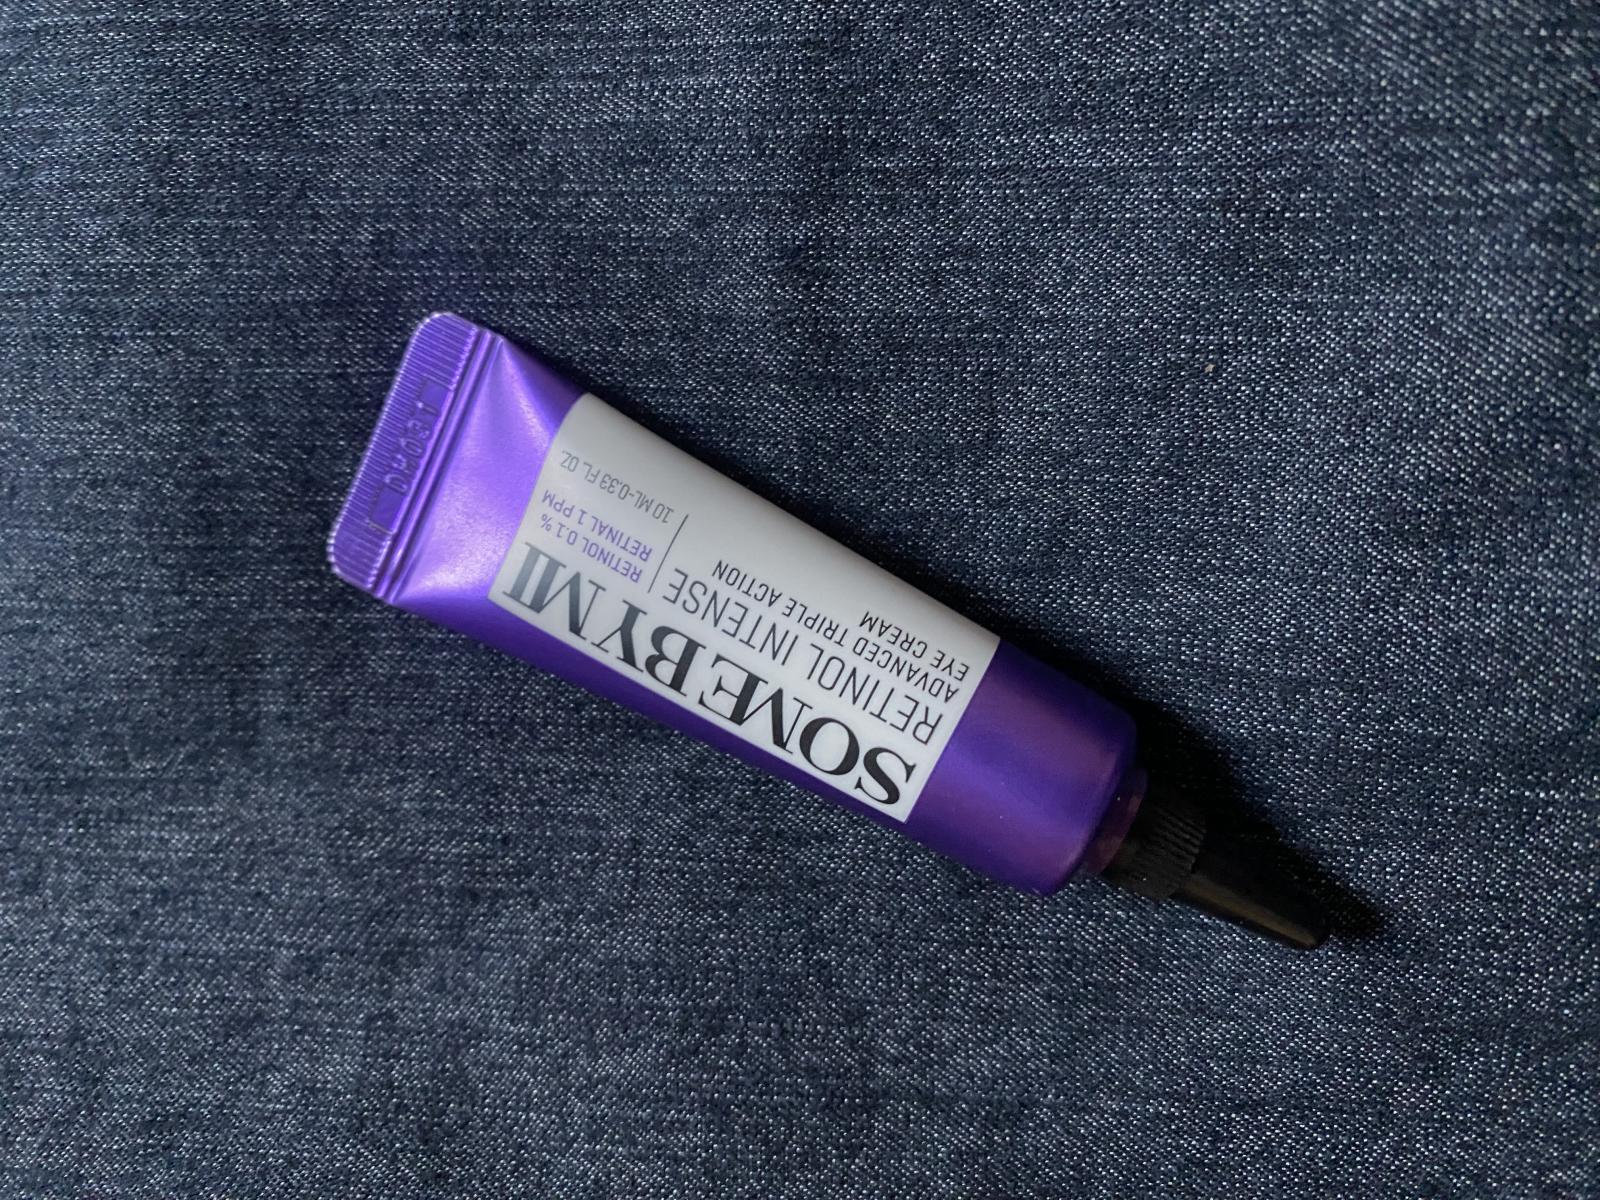 SOME BY MI
RETINOL INTENSE
ADVANCED TRIPLE ACTION
EYE CREAM
RETINOL 0.1%
RETINAL 1 PPM
10 ML-0.33 FL. OZ.